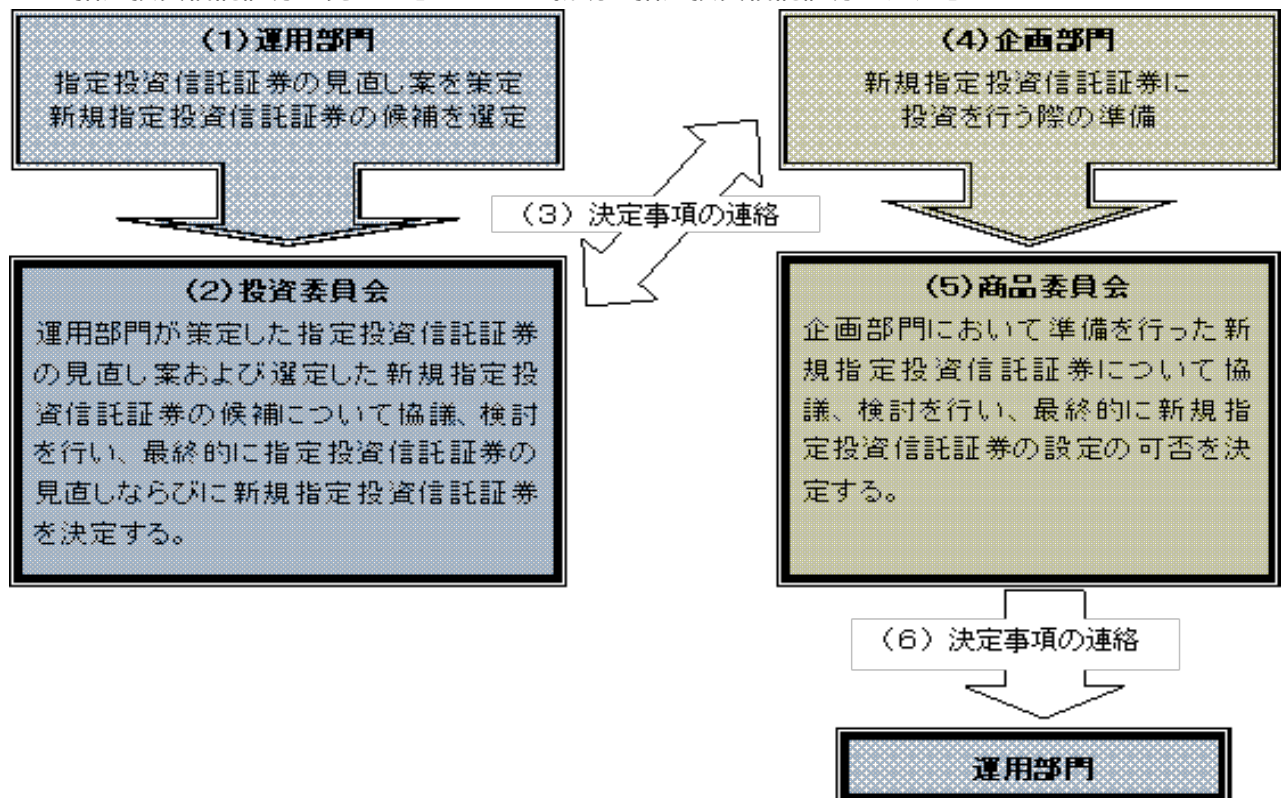 (1)運用部門
指定投資信託証券の見直し案を策定
新規指定投資信託証券の候補を選定
(4)企画部門
新規指定投資信託証券に
投資を行う際の準備
(3)決定事項の連絡
(2)投資委員会
運用部門が策定した指定投資信託証券
の見直し案および選定した新規指定投
資信託証券の候補について協議、検討
を行い、最終的に指定投資信託証券の
見直しならびに新規指定投資信託証券
を決定する。
(5)商品委員会
企画部門において準備を行った新
規指定投資信託証券について協
議、検討を行い、最終的に新規指
定投資信託証券の設定の可否を決
定する。
(6)決定事項の連絡
運用部門